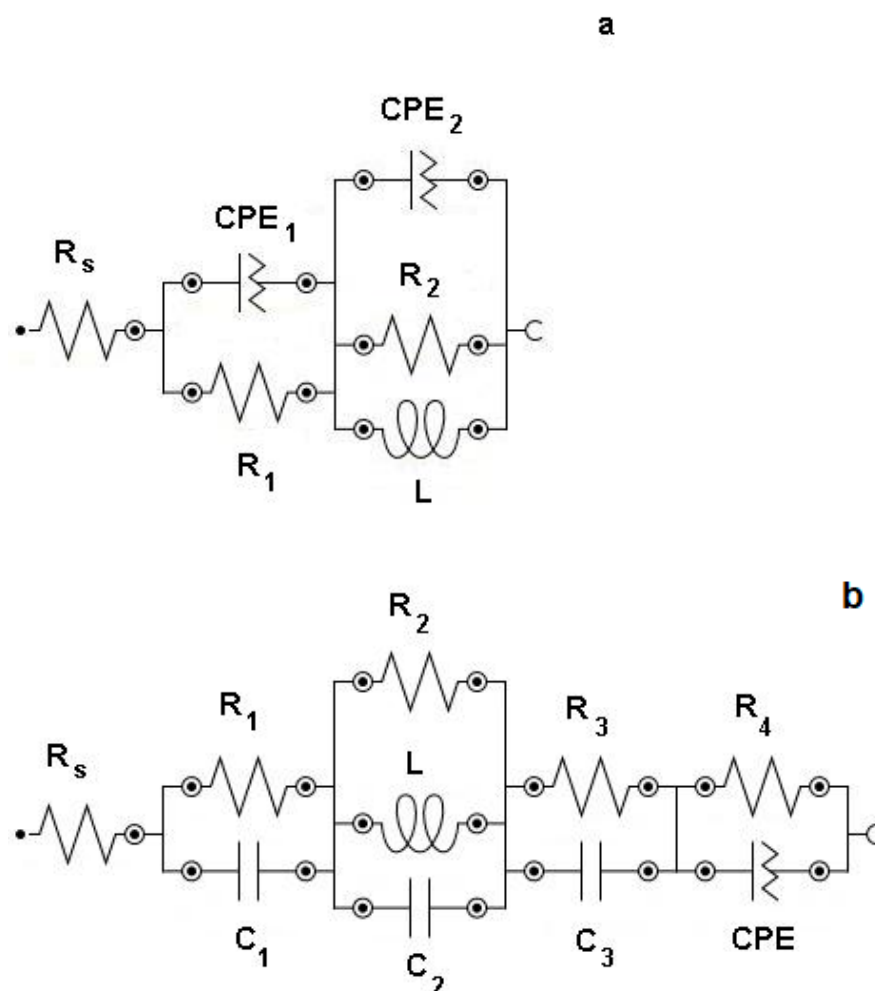 a
CPE₂
CPE₁
Rₛ
R₂
R₁
L
b
R₂
R₁
R₃
R₄
Rₛ
L
C₁
C₂
C₃
CPE